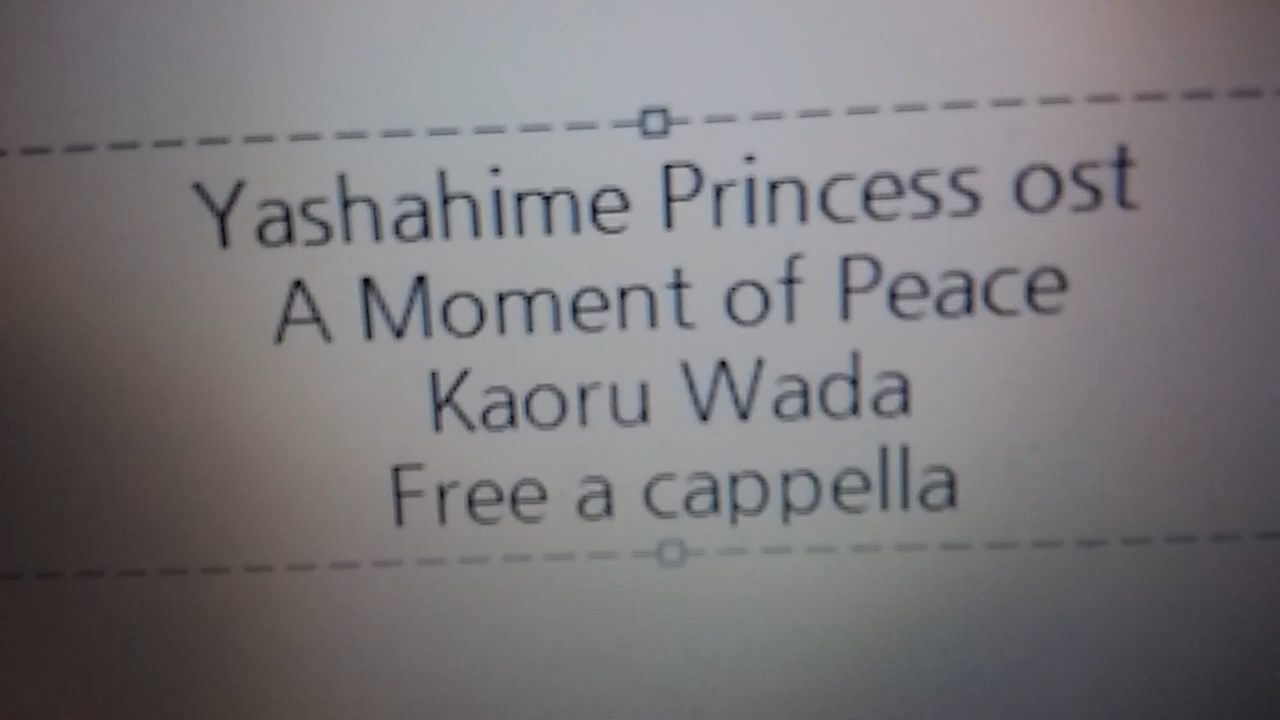 Yashahime Princess ost
A Moment of Peace
Kaoru Wada
Free a cappella